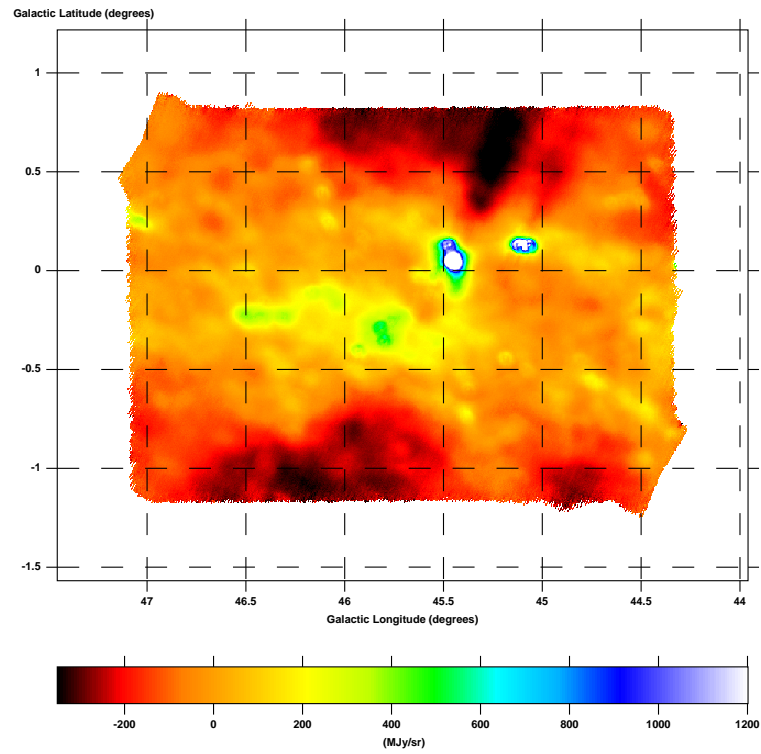 Galactic Latitude (degrees)
1
0.5
0
-0.5
-1
-1.5
47 46.5 46 45.5 45 44.5 44
Galactic Longitude (degrees)
-200 0 200 400 600 800 1000 1200
(MJy/sr)